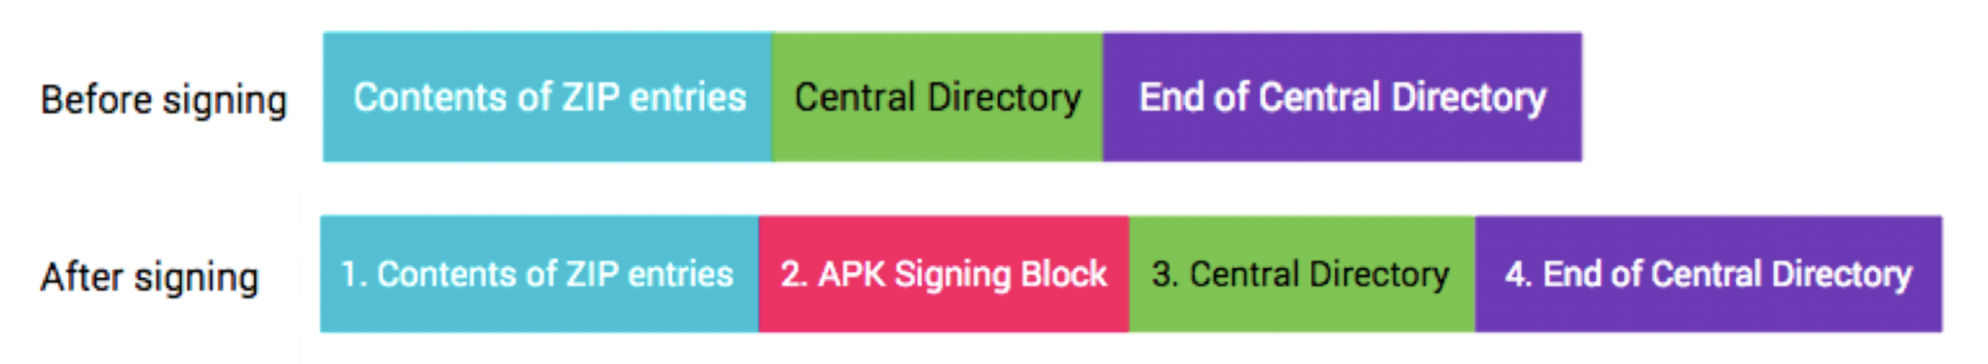 Before signing
Contents of ZIP entries
Central Directory
End of Central Directory
After signing
1. Contents of ZIP entries
2. APK Signing Block
3. Central Directory
4. End of Central Directory